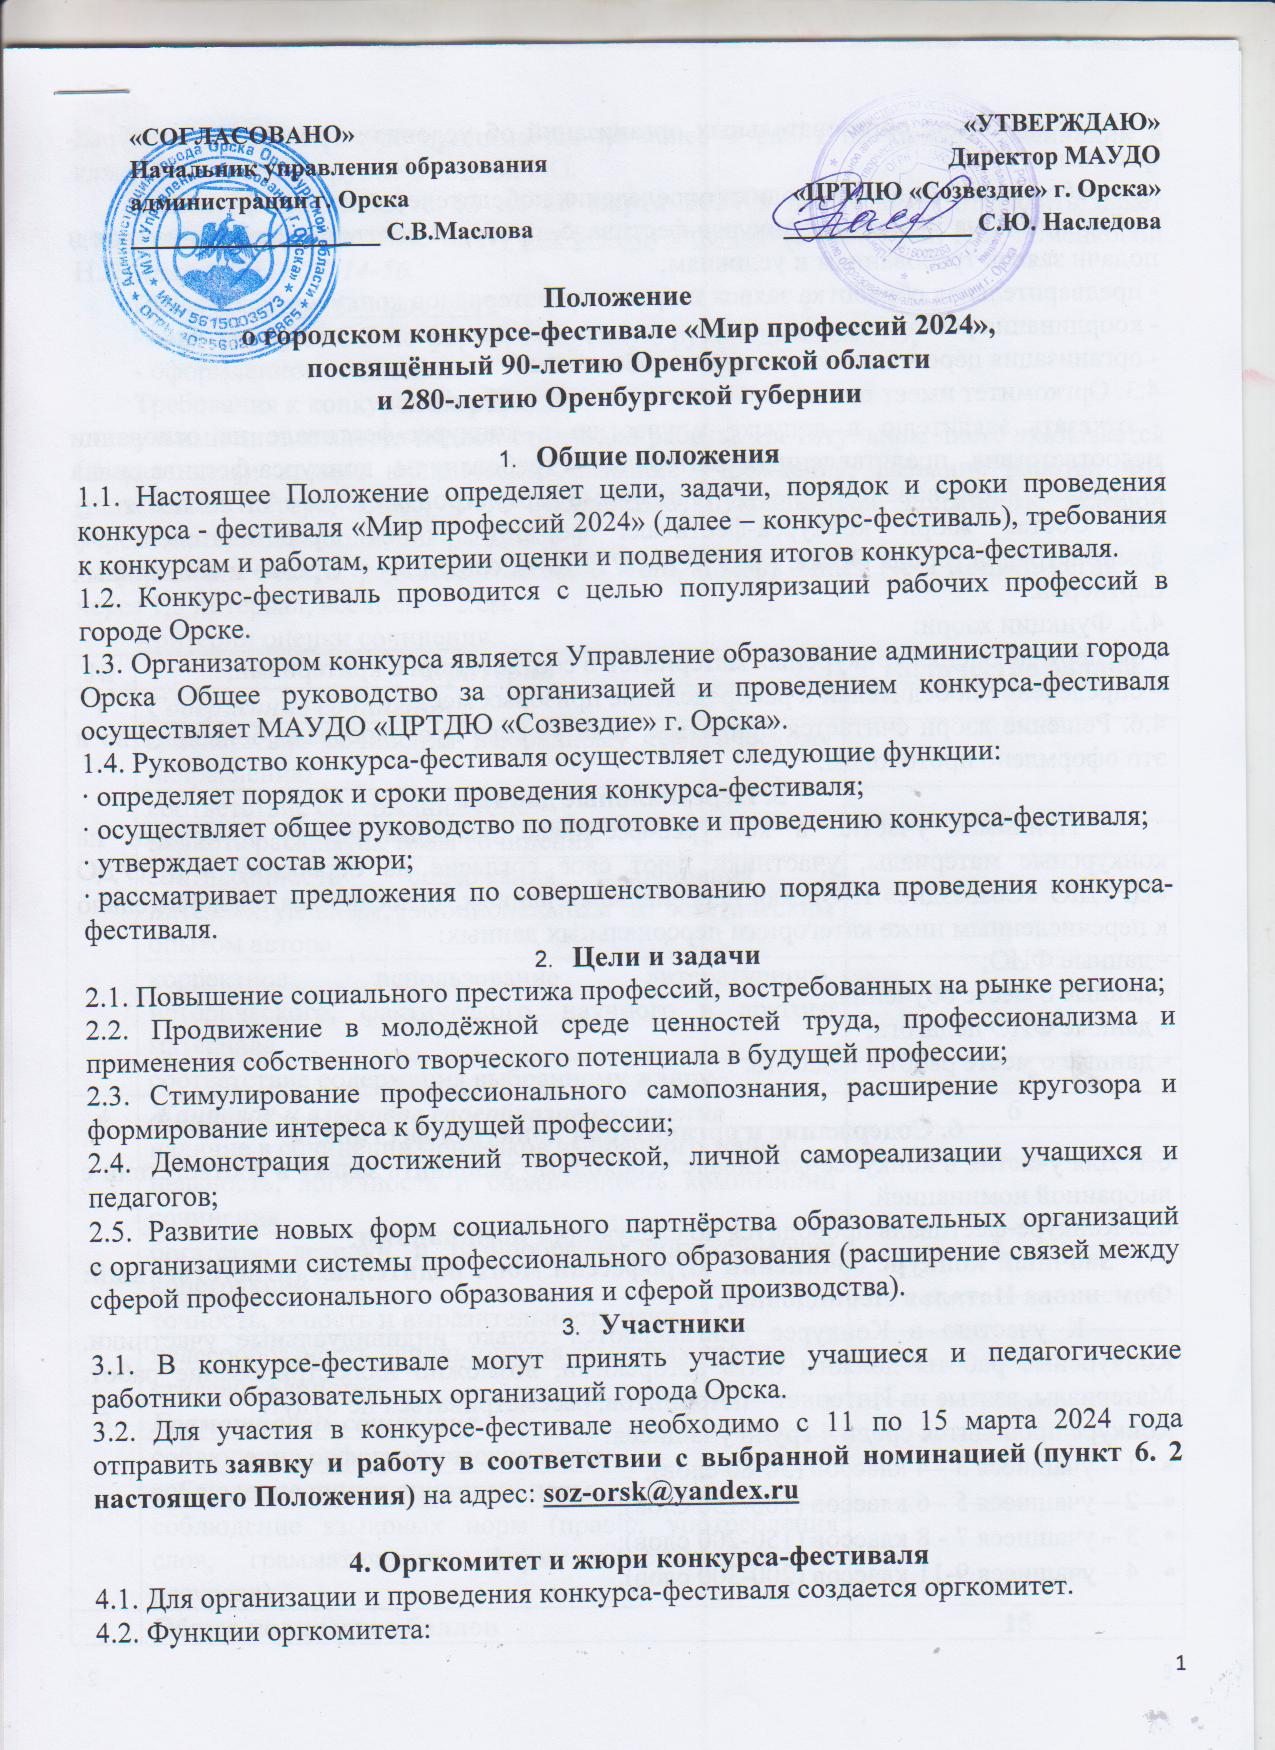 «СОГЛАСОВАНО»
Начальник управления образования
администрации г. Орска
С.В.Маслова
«УТВЕРЖДАЮ»
Директор МАУДО
«ЦРТДЮ «Созвездие» г. Орска»
С.Ю. Наследова
Положение
о городском конкурсе-фестивале «Мир профессий 2024»,
посвящённый 90-летию Оренбургской области
и 280-летию Оренбургской губернии
1. Общие положения
1.1. Настоящее Положение определяет цели, задачи, порядок и сроки проведения
конкурса - фестиваля «Мир профессий 2024» (далее – конкурс-фестиваль), требования
к конкурсам и работам, критерии оценки и подведения итогов конкурса-фестиваля.
1.2. Конкурс-фестиваль проводится с целью популяризации рабочих профессий в
городе Орске.
1.3. Организатором конкурса является Управление образование администрации города
Орска Общее руководство за организацией и проведением конкурса-фестиваля
осуществляет МАУДО «ЦРТДЮ «Созвездие» г. Орска».
1.4. Руководство конкурса-фестиваля осуществляет следующие функции:
· определяет порядок и сроки проведения конкурса-фестиваля;
· осуществляет общее руководство по подготовке и проведению конкурса-фестиваля;
· утверждает состав жюри;
· рассматривает предложения по совершенствованию порядка проведения конкурса-
фестиваля.
2. Цели и задачи
2.1. Повышение социального престижа профессий, востребованных на рынке региона;
2.2. Продвижение в молодёжной среде ценностей труда, профессионализма и
применения собственного творческого потенциала в будущей профессии;
2.3. Стимулирование профессионального самопознания, расширение кругозора и
формирование интереса к будущей профессии;
2.4. Демонстрация достижений творческой, личной самореализации учащихся и
педагогов;
2.5. Развитие новых форм социального партнёрства образовательных организаций
с организациями системы профессионального образования (расширение связей между
сферой профессионального образования и сферой производства).
3. Участники
3.1. В конкурсе-фестивале могут принять участие учащиеся и педагогические
работники образовательных организаций города Орска.
3.2. Для участия в конкурсе-фестивале необходимо с 11 по 15 марта 2024 года
отправить заявку и работу в соответствии с выбранной номинацией (пункт 6. 2
настоящего Положения) на адрес: soz-orsk@yandex.ru
4. Оргкомитет и жюри конкурса-фестиваля
4.1. Для организации и проведения конкурса-фестиваля создается оргкомитет.
4.2. Функции оргкомитета:
1